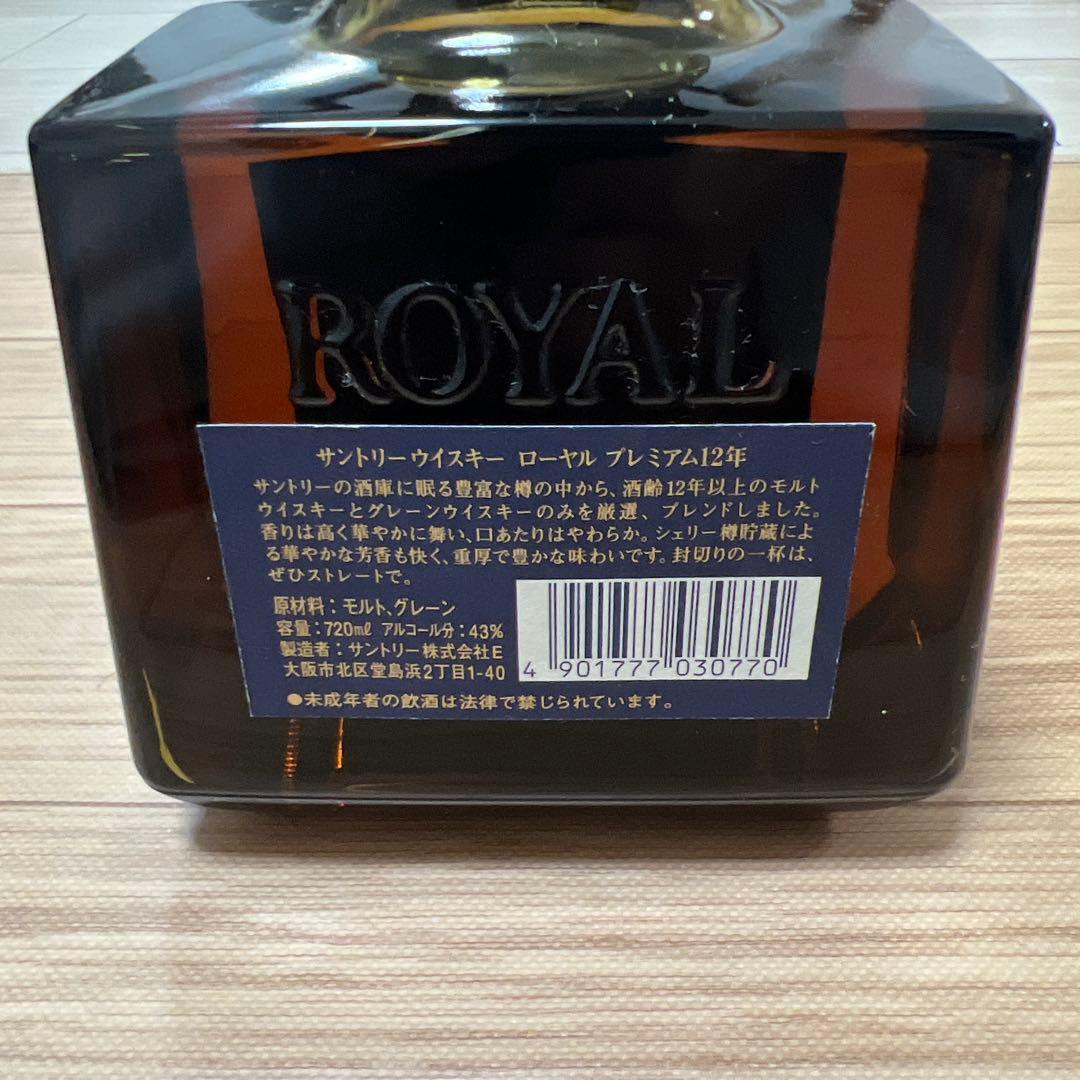 ROYAL
サントリーウイスキー ローヤル プレミアム12年
サントリーの酒庫に眠る豊富な樽の中から、酒齢12年以上のモルト
ウイスキーとグレーンウイスキーのみを厳選、ブレンドしました。
香りは高く華やかに舞い、口あたりはやわらか。シェリー樽貯蔵によ
る華やかな芳香も快く、重厚で豊かな味わいです。封切りの一杯は、
ぜひストレートで。
原材料：モルト、グレーン
容量：720㎖ アルコール分：43%
製造者：サントリー株式会社E
大阪市北区堂島浜2丁目1-40
4 901777 030770
●未成年者の飲酒は法律で禁じられています。